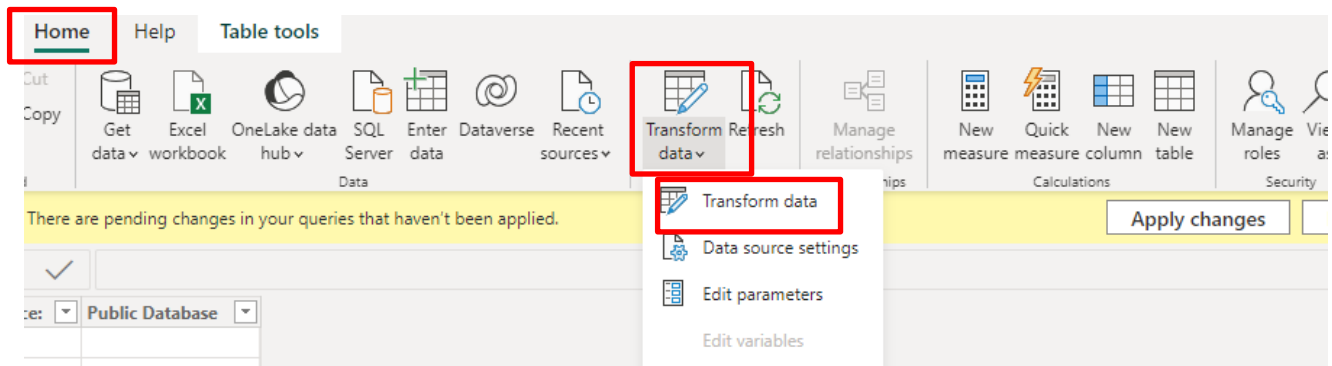 Home Help Table tools
Cut
Copy
Get data
Excel workbook
OneLake data hub
SQL Server
Enter data
Dataverse
Recent sources
Transform data
Refresh
Manage relationships
New measure
Quick measure
New column
New table
Manage roles
Data
Calculations
Security
There are pending changes in your queries that haven't been applied.
Apply changes
Public Database
Transform data
Data source settings
Edit parameters
Edit variables